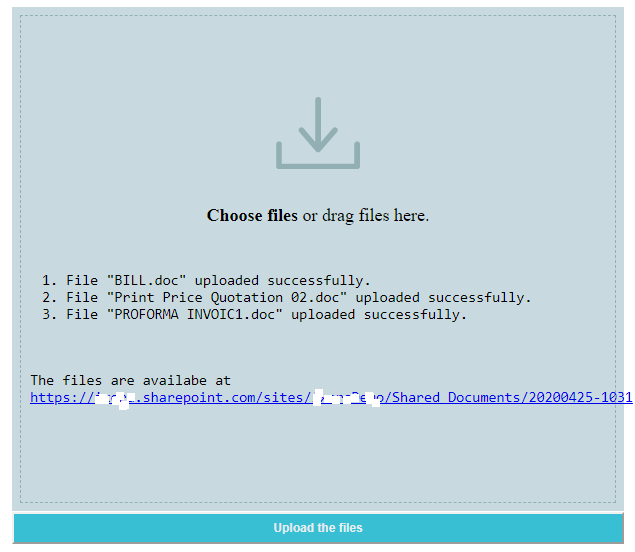 Choose files or drag files here.
1. File "BILL.doc" uploaded successfully.
2. File "Print Price Quotation 02.doc" uploaded successfully.
3. File "PROFORMA INVOIC1.doc" uploaded successfully.
The files are availabe at
https:// .sharepoint.com/sites/ /Shared Documents/20200425-1031
Upload the files